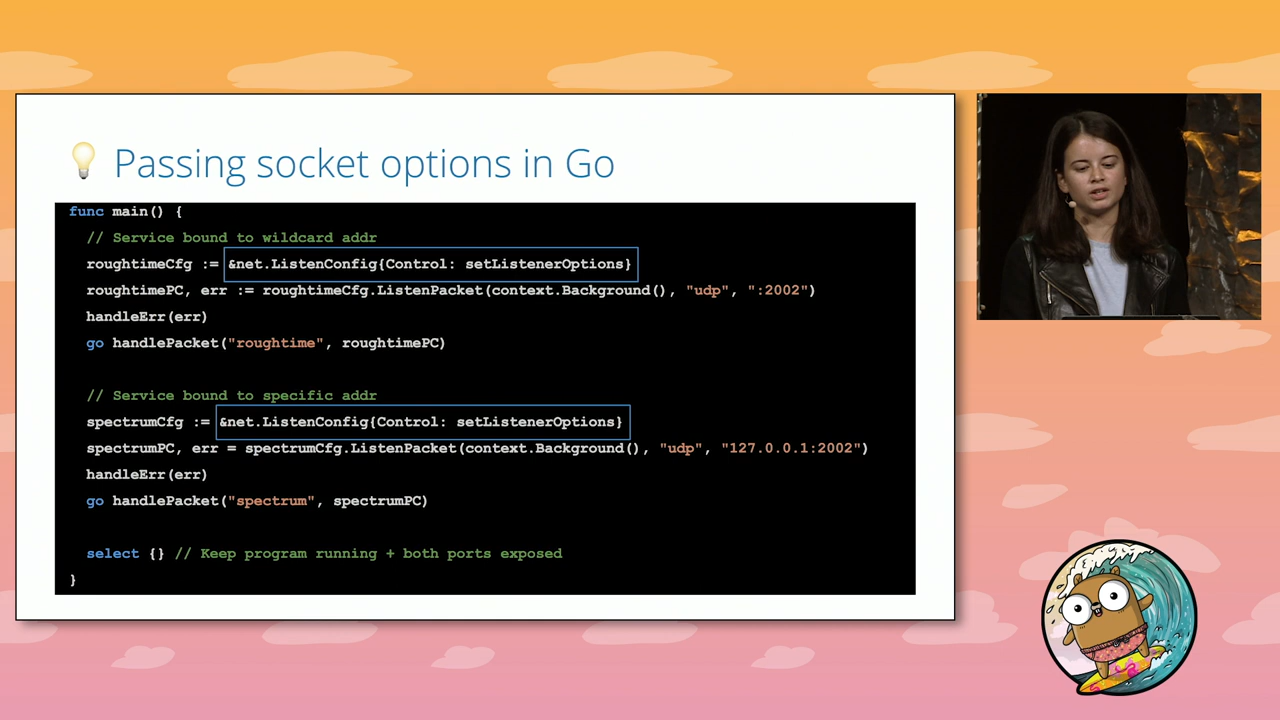 Passing socket options in Go
func main() {
// Service bound to wildcard addr
roughtimeCfg := &net.ListenConfig{Control: setListenerOptions}
roughtimePC, err := roughtimeCfg.ListenPacket(context.Background(), "udp", ":2002")
handleErr(err)
go handlePacket("roughtime", roughtimePC)
// Service bound to specific addr
spectrumCfg := &net.ListenConfig{Control: setListenerOptions}
spectrumPC, err = spectrumCfg.ListenPacket(context.Background(), "udp", "127.0.0.1:2002")
handleErr(err)
go handlePacket("spectrum", spectrumPC)
select {} // Keep program running + both ports exposed
}